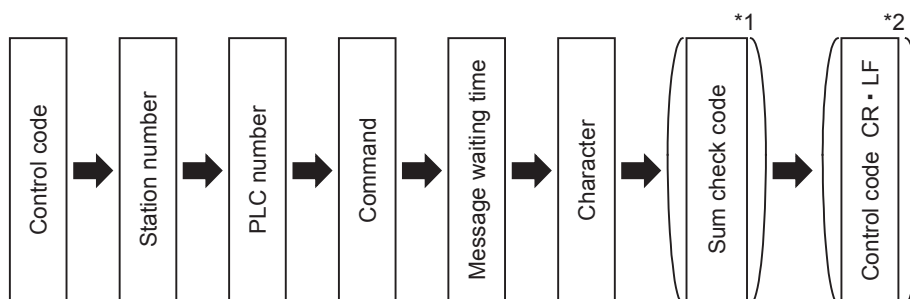 *1
*2
Control code
Station number
PLC number
Command
Message waiting time
Character
Sum check code
Control code CR・LF